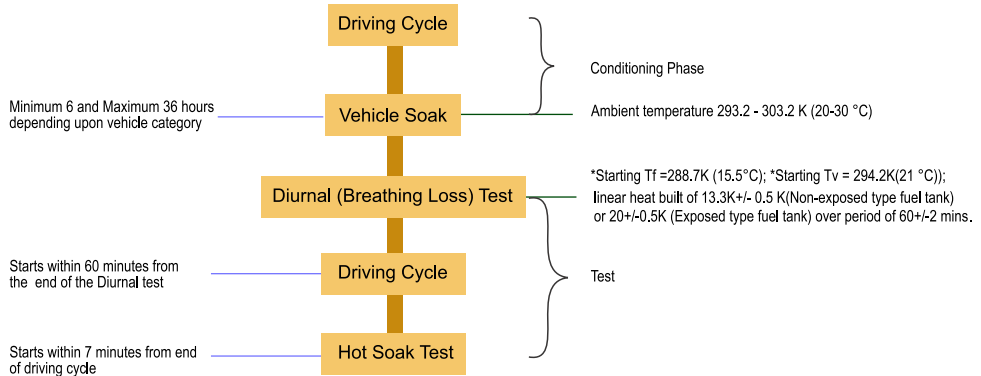 Driving Cycle
Conditioning Phase
Minimum 6 and Maximum 36 hours
depending upon vehicle category
Vehicle Soak
Ambient temperature 293.2 - 303.2 K (20-30 °C)
Diurnal (Breathing Loss) Test
*Starting Tf =288.7K (15.5°C); *Starting Tv = 294.2K(21 °C));
linear heat built of 13.3K+/- 0.5 K(Non-exposed type fuel tank)
or 20+/-0.5K (Exposed type fuel tank) over period of 60+/-2 mins.
Starts within 60 minutes from
the end of the Diurnal test
Driving Cycle
Test
Starts within 7 minutes from end
of driving cycle
Hot Soak Test